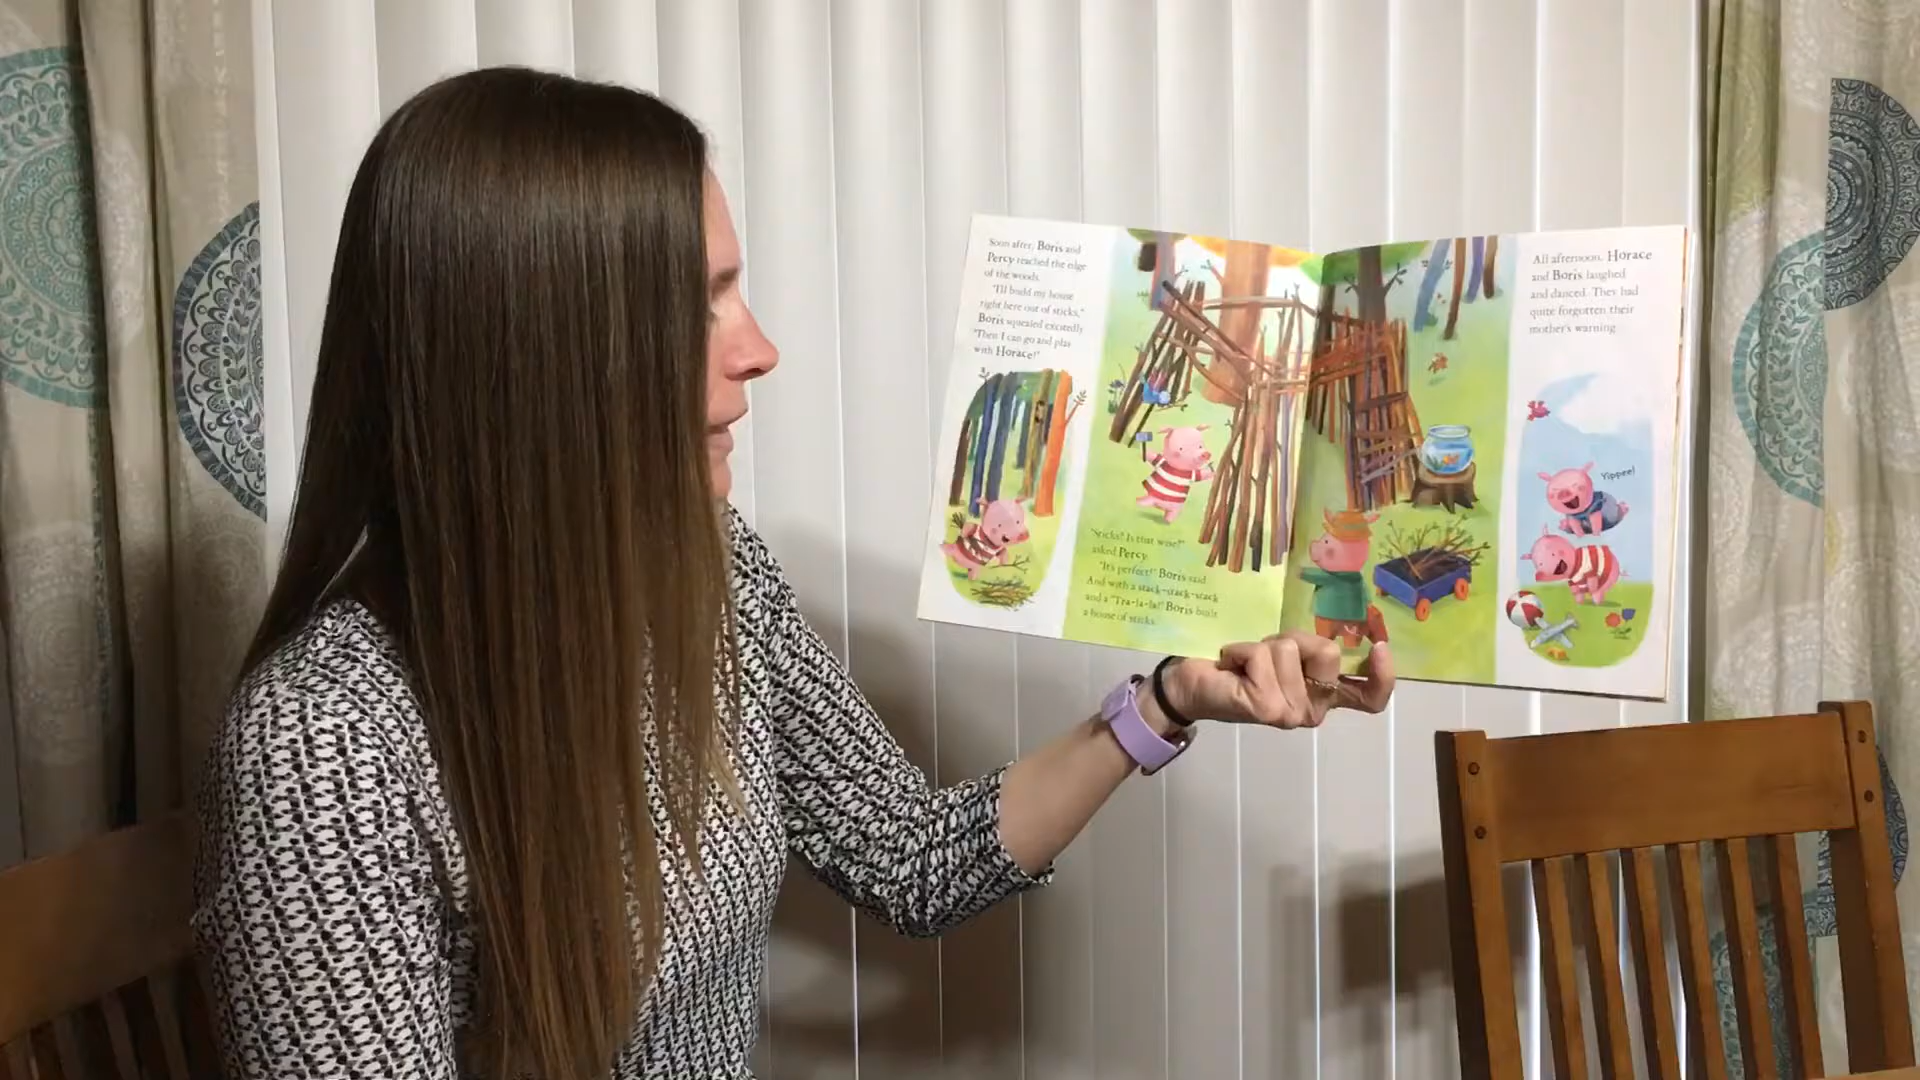 Soon after, Boris and
Percy reached the edge
of the woods.
"I'll build my house
right here out of sticks,"
Boris squealed excitedly.
"Then I can go and play
with Horace!"
"Sticks? Is that wise?"
asked Percy.
"It's perfect!" Boris said.
And with a stack-stack-stack
and a "Tra-la-la!" Boris built
a house of sticks.
All afternoon, Horace
and Boris laughed
and danced. They had
quite forgotten their
mother's warning.
Yippee!